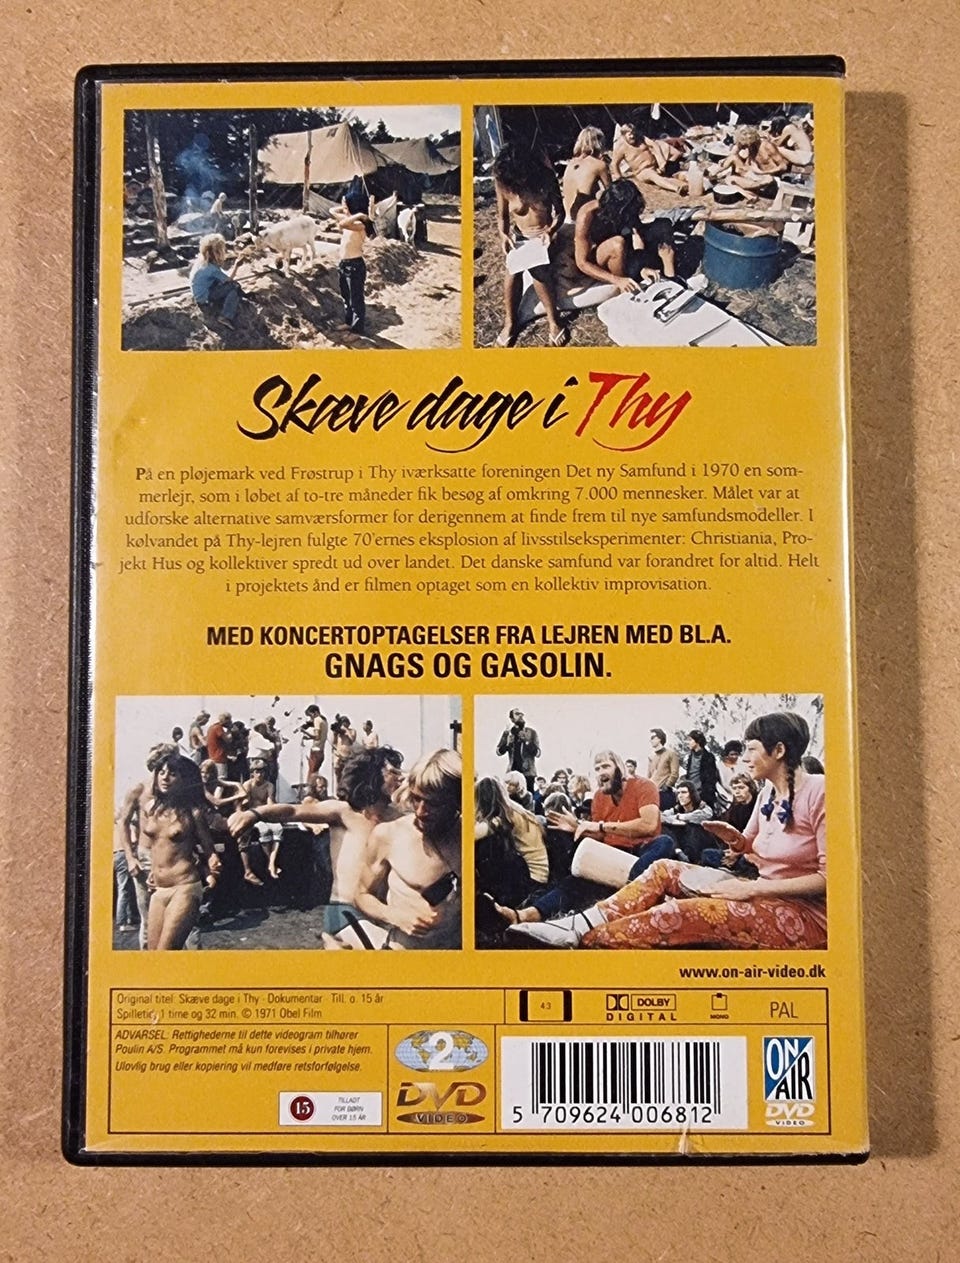 Skæve dage i Thy
På en pløjemark ved Frøstrup i Thy iværksatte foreningen Det ny Samfund i 1970 en som-
merlejr, som i løbet af to-tre måneder fik besøg af omkring 7.000 mennesker. Målet var at
udforske alternative samværsformer for derigennem at finde frem til nye samfundsmodeller. I
kølvandet på Thy-lejren fulgte 70'ernes eksplosion af livsstilseksperimenter: Christiania, Pro-
jekt Hus og kollektiver spredt ud over landet. Det danske samfund var forandret for altid. Helt
i projektets ånd er filmen optaget som en kollektiv improvisation.
MED KONCERTOPTAGELSER FRA LEJREN MED BL.A.
GNAGS OG GASOLIN.
www.on-air-video.dk
Original titel Skæve dage i Thy · Dokumentar Till. o. 15 år
Spilletid 1 time og 32 min. © 1971 Obel Film
4:3
DOLBY
DIGITAL
MONO
PAL
ADVARSEL: Rettighederne til dette videogram tilhører
Poulin A/S. Programmet må kun forevises i private hjem.
Ulovlig brug eller kopiering vil medføre retsforfølgelse.
15
TILLADT
FOR BØRN
OVER 15 ÅR
2
DVD
VIDEO
5 709624 006812
ON
AIR
DVD
VIDEO